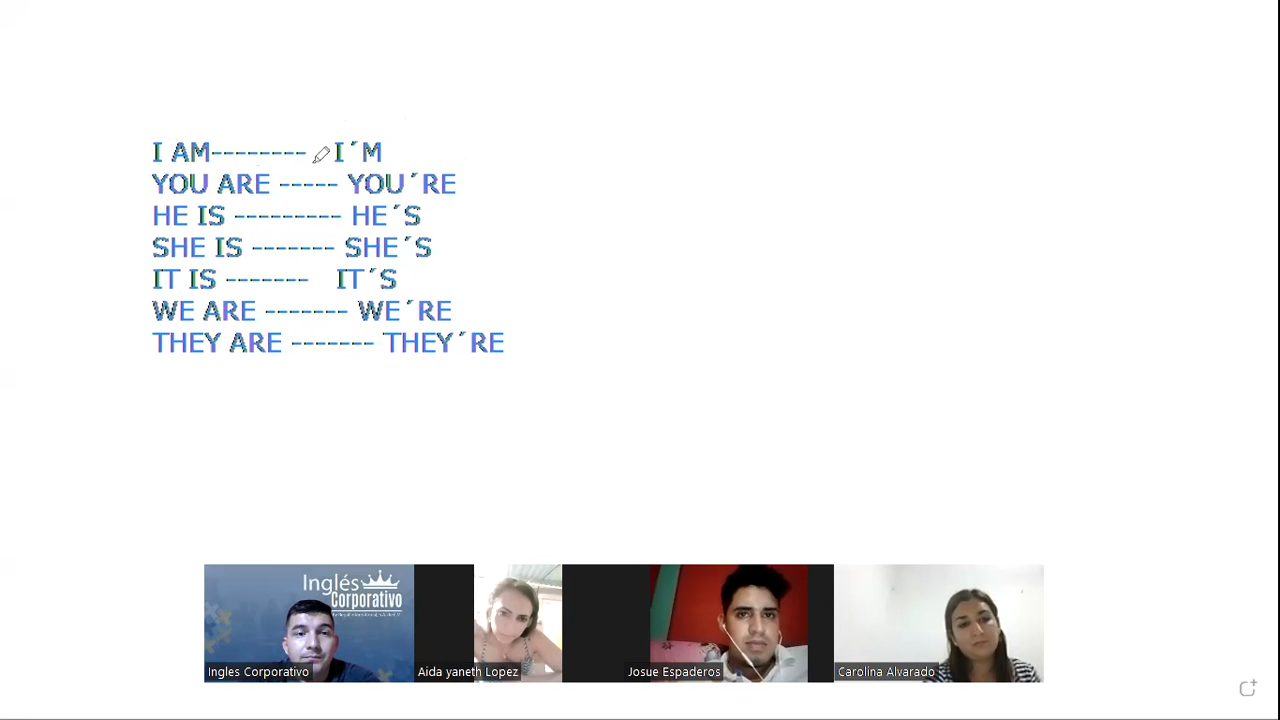 I AM-------- I´M
YOU ARE ----- YOU´RE
HE IS --------- HE´S
SHE IS ------- SHE´S
IT IS ------- IT´S
WE ARE ------- WE´RE
THEY ARE ------- THEY´RE
Inglés
Corporativo
Ingles Corporativo
Aida yaneth Lopez
Josue Espaderos
Carolina Alvarado